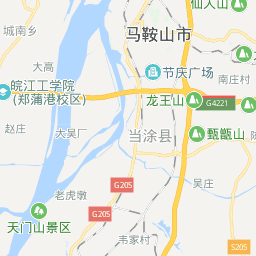 仙人山
城南乡
马鞍山市
节庆广场
大高
南庄村
皖江工学院
(郑蒲港校区)
龙王山
G4221
赵庄
大吴厂
当涂县
甄甑山
吴庄
G205
老虎墩
G205
天门山景区
韦家村
S205